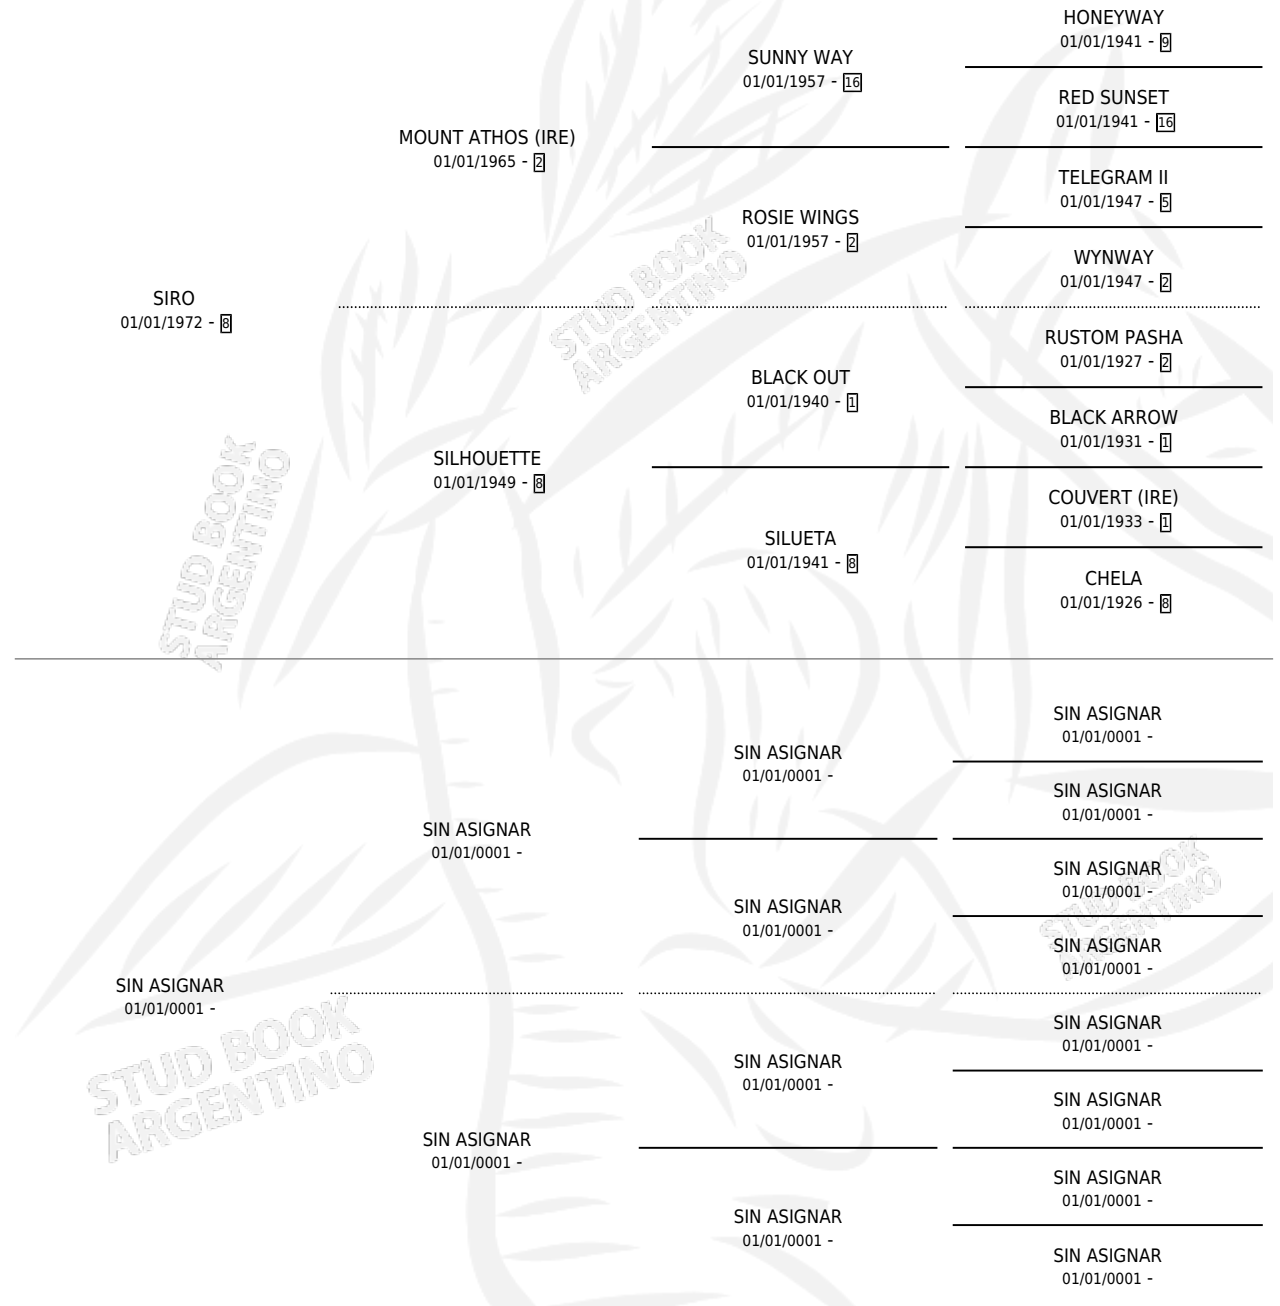 HONEYWAY
01/01/1941 - 9
SUNNY WAY
01/01/1957 - 16
RED SUNSET
01/01/1941 - 16
MOUNT ATHOS (IRE)
01/01/1965 - 2
TELEGRAM II
01/01/1947 - 5
ROSIE WINGS
01/01/1957 - 2
WYNWAY
01/01/1947 - 2
SIRO
01/01/1972 - 8
RUSTOM PASHA
01/01/1927 - 2
BLACK OUT
01/01/1940 - 1
BLACK ARROW
01/01/1931 - 1
SILHOUETTE
01/01/1949 - 8
COUVERT (IRE)
01/01/1933 - 1
SILUETA
01/01/1941 - 8
CHELA
01/01/1926 - 8
STUD BOOK
ARGENTINO
STUD BOOK
ARGENTINO
SIN ASIGNAR
01/01/0001 -
SIN ASIGNAR
01/01/0001 -
SIN ASIGNAR
01/01/0001 -
SIN ASIGNAR
01/01/0001 -
SIN ASIGNAR
01/01/0001 -
SIN ASIGNAR
01/01/0001 -
SIN ASIGNAR
01/01/0001 -
SIN ASIGNAR
01/01/0001 -
SIN ASIGNAR
01/01/0001 -
SIN ASIGNAR
01/01/0001 -
SIN ASIGNAR
01/01/0001 -
SIN ASIGNAR
01/01/0001 -
SIN ASIGNAR
01/01/0001 -
SIN ASIGNAR
01/01/0001 -
SIN ASIGNAR
01/01/0001 -
STUD BOOK
ARGENTINO
STUD BOOK
ARGENTINO